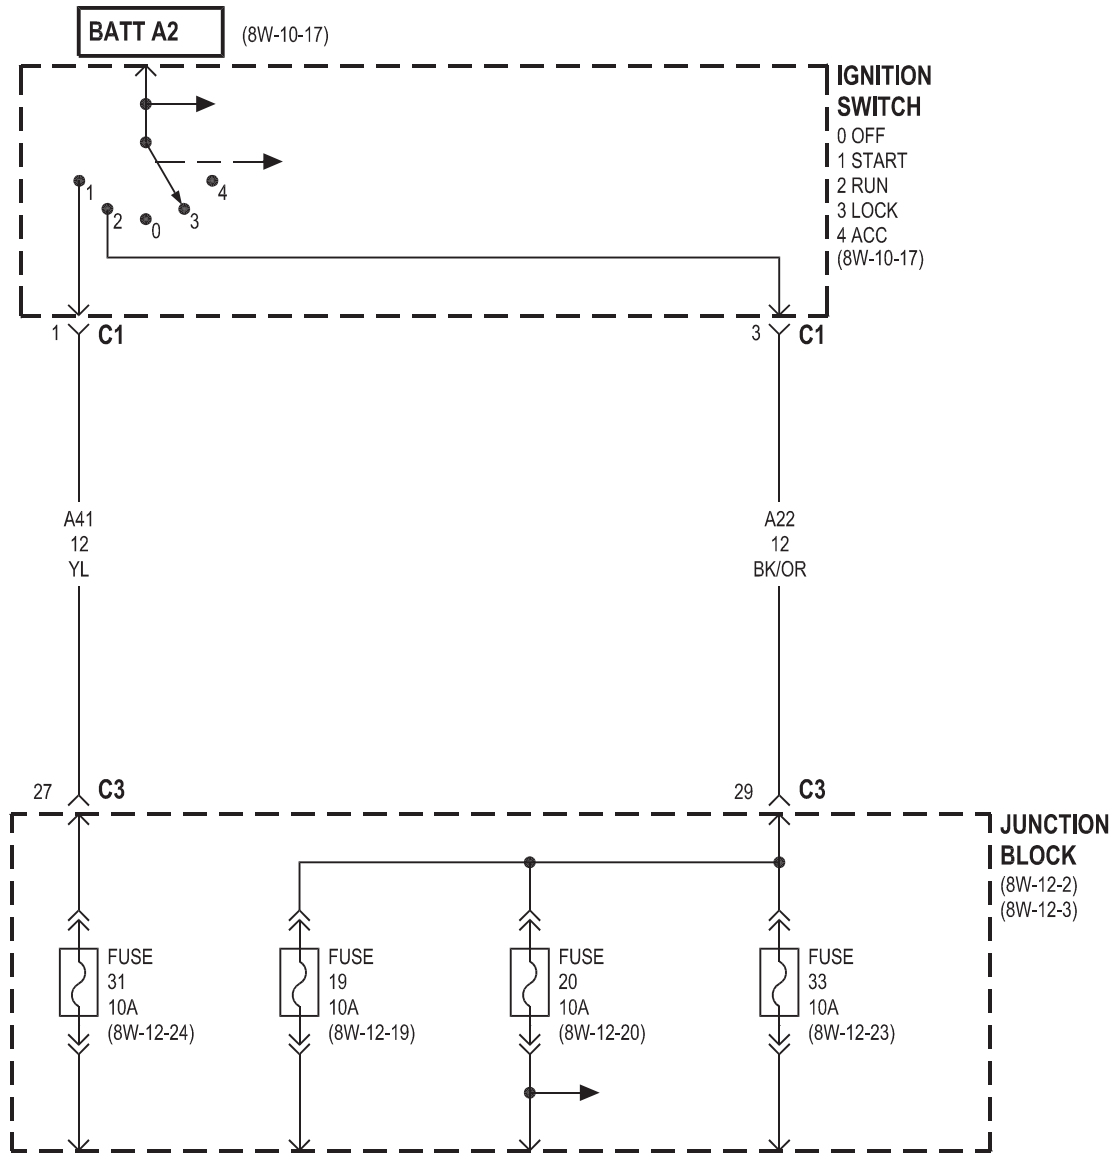 BATT A2
(8W-10-17)
IGNITION
SWITCH
0 OFF
1 START
2 RUN
3 LOCK
4 ACC
(8W-10-17)
1
2
0
3
4
1
C1
3
C1
A41
12
YL
A22
12
BK/OR
27
C3
29
C3
JUNCTION
BLOCK
(8W-12-2)
(8W-12-3)
FUSE
31
10A
(8W-12-24)
FUSE
19
10A
(8W-12-19)
FUSE
20
10A
(8W-12-20)
FUSE
33
10A
(8W-12-23)